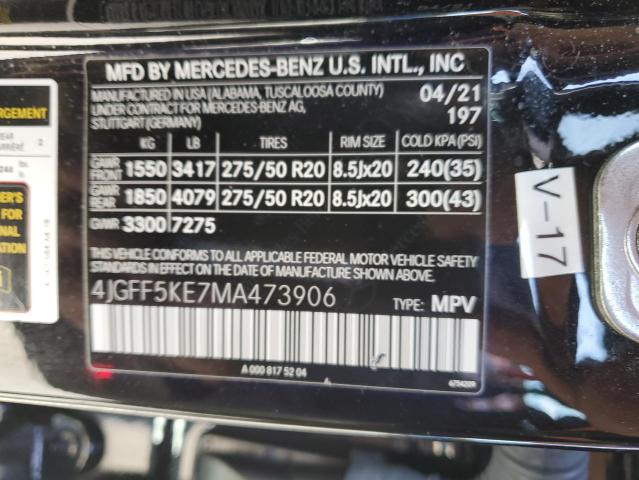 MFD BY MERCEDES-BENZ U.S. INTL., INC
MANUFACTURED IN USA (ALABAMA, TUSCALOOSA COUNTY) 04/21
UNDER CONTRACT FOR MERCEDES-BENZ AG, 197
STUTTGART (GERMANY)
KG LB TIRES RIM SIZE COLD KPA (PSI)
GAWR FRONT 1550 3417 275/50 R20 8.5Jx20 240(35)
GAWR REAR 1850 4079 275/50 R20 8.5Jx20 300(43)
GVWR 3300 7275
THIS VEHICLE CONFORMS TO ALL APPLICABLE FEDERAL MOTOR VEHICLE SAFETY
STANDARDS IN EFFECT ON THE DATE OF MANUFACTURE SHOWN ABOVE.
4JGFF5KE7MA473906 TYPE: MPV
A 000 817 52 04
6754209
V-17